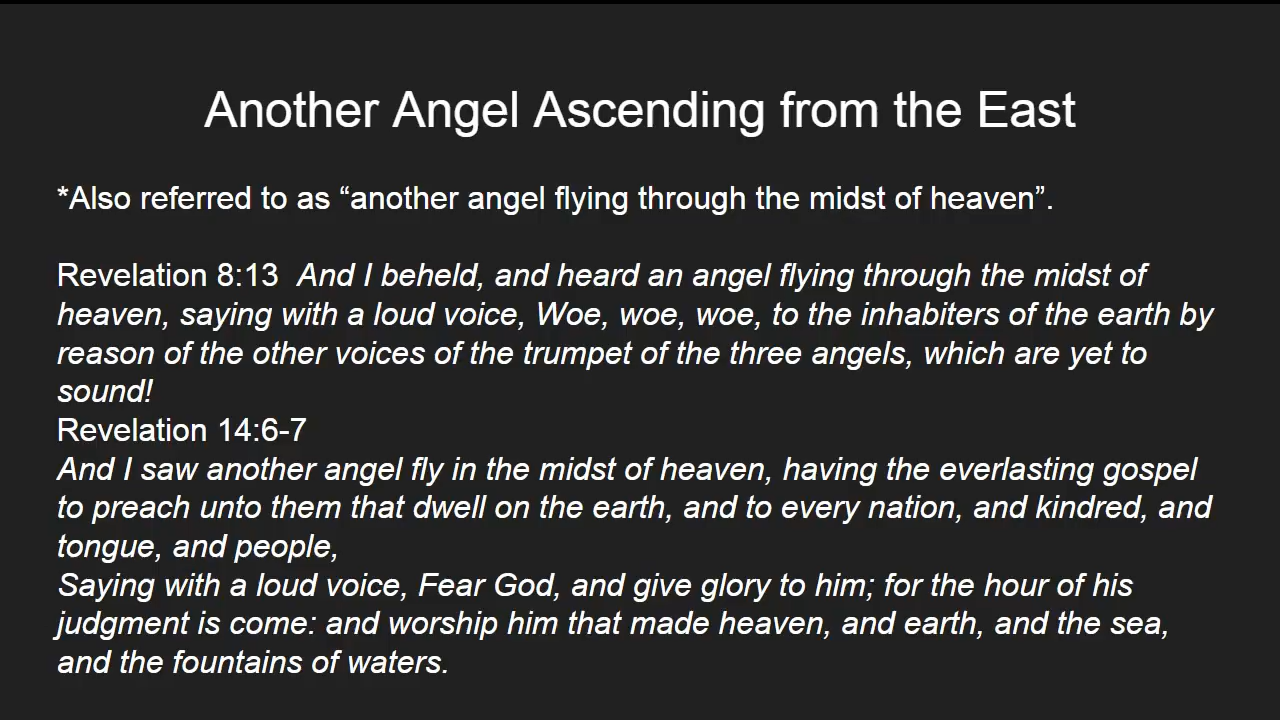 Another Angel Ascending from the East
*Also referred to as “another angel flying through the midst of heaven”.
Revelation 8:13  And I beheld, and heard an angel flying through the midst of
heaven, saying with a loud voice, Woe, woe, woe, to the inhabiters of the earth by
reason of the other voices of the trumpet of the three angels, which are yet to
sound!
Revelation 14:6-7
And I saw another angel fly in the midst of heaven, having the everlasting gospel
to preach unto them that dwell on the earth, and to every nation, and kindred, and
tongue, and people,
Saying with a loud voice, Fear God, and give glory to him; for the hour of his
judgment is come: and worship him that made heaven, and earth, and the sea,
and the fountains of waters.